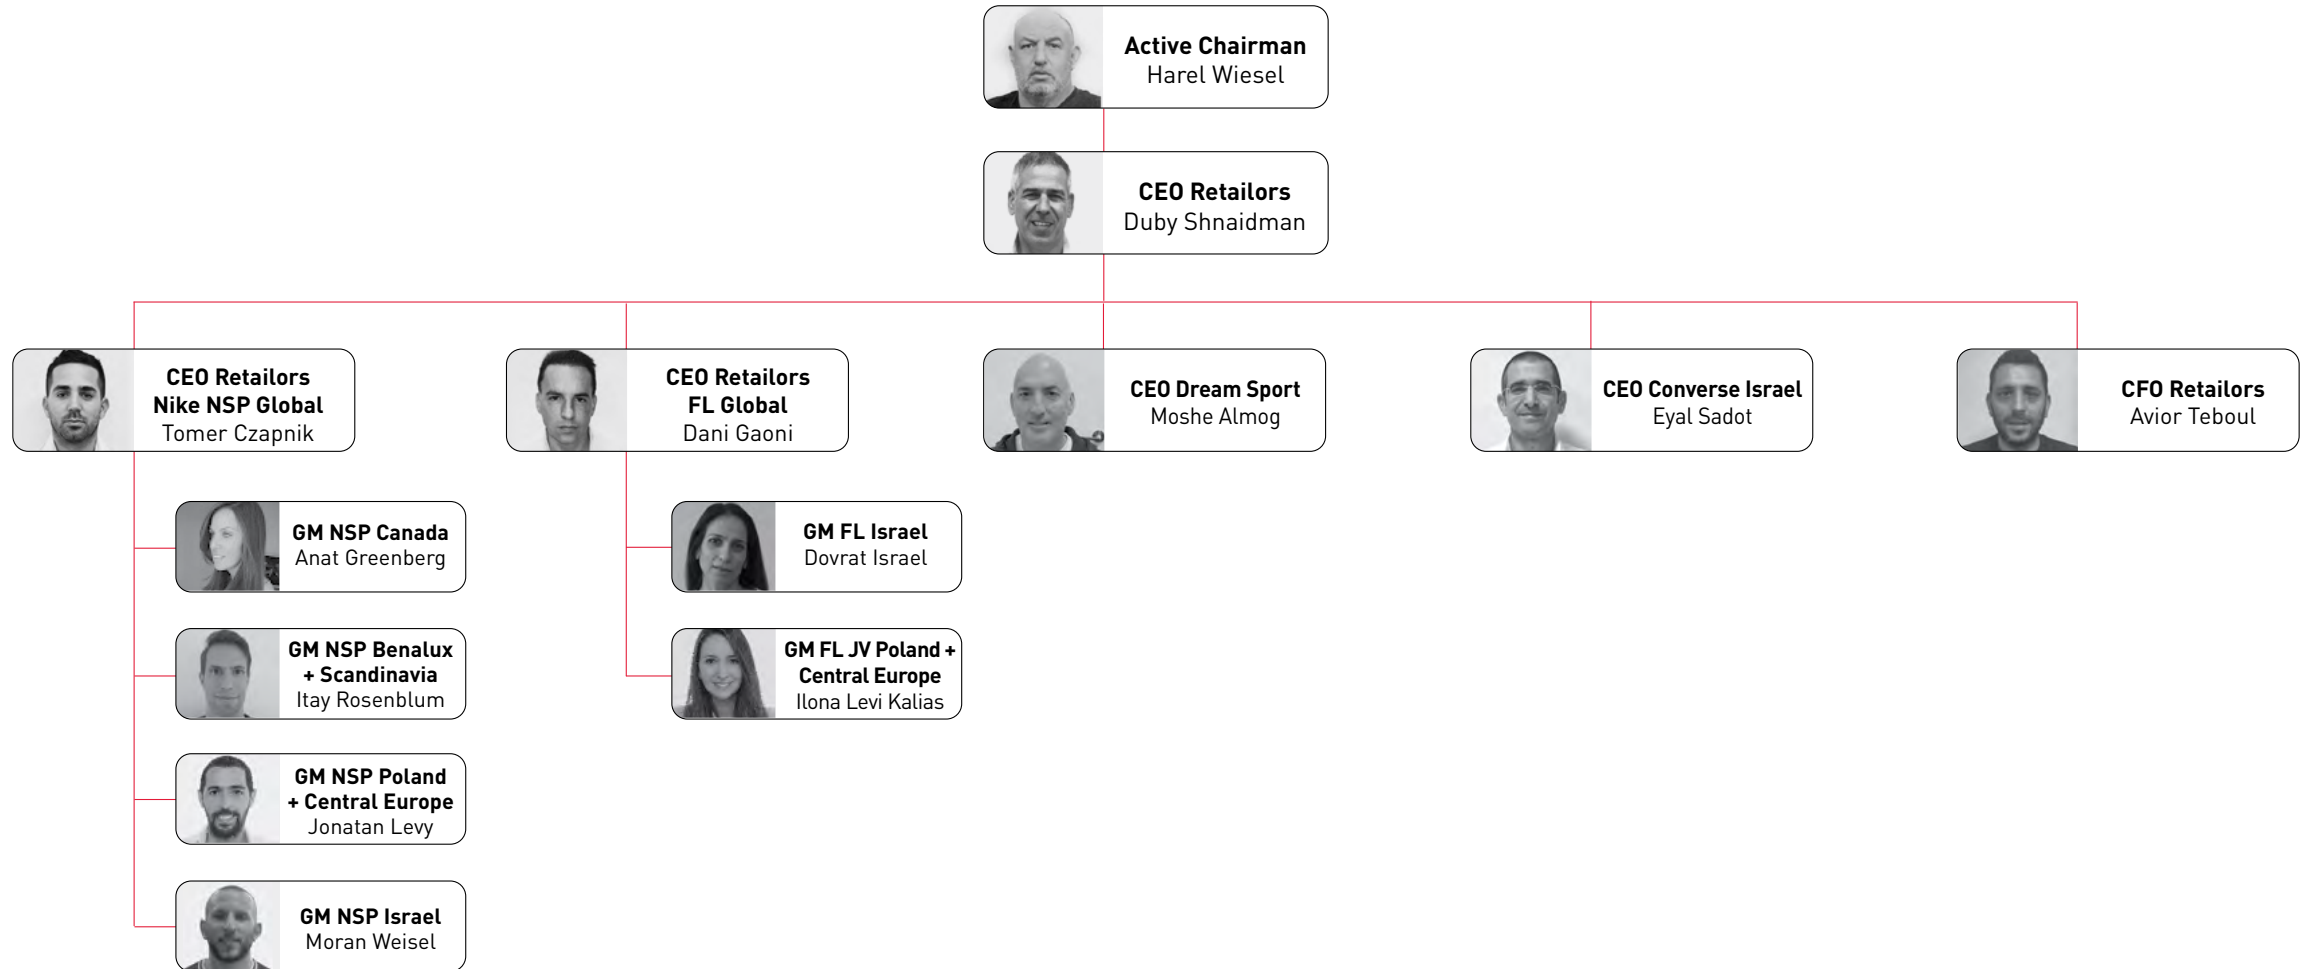 Active Chairman
Harel Wiesel
CEO Retailors
Duby Shnaidman
CEO Retailors
Nike NSP Global
Tomer Czapnik
CEO Retailors
FL Global
Dani Gaoni
CEO Dream Sport
Moshe Almog
CEO Converse Israel
Eyal Sadot
CFO Retailors
Avior Teboul
GM NSP Canada
Anat Greenberg
GM NSP Benalux
+ Scandinavia
Itay Rosenblum
GM NSP Poland
+ Central Europe
Jonatan Levy
GM NSP Israel
Moran Weisel
GM FL Israel
Dovrat Israel
GM FL JV Poland +
Central Europe
Ilona Levi Kalias